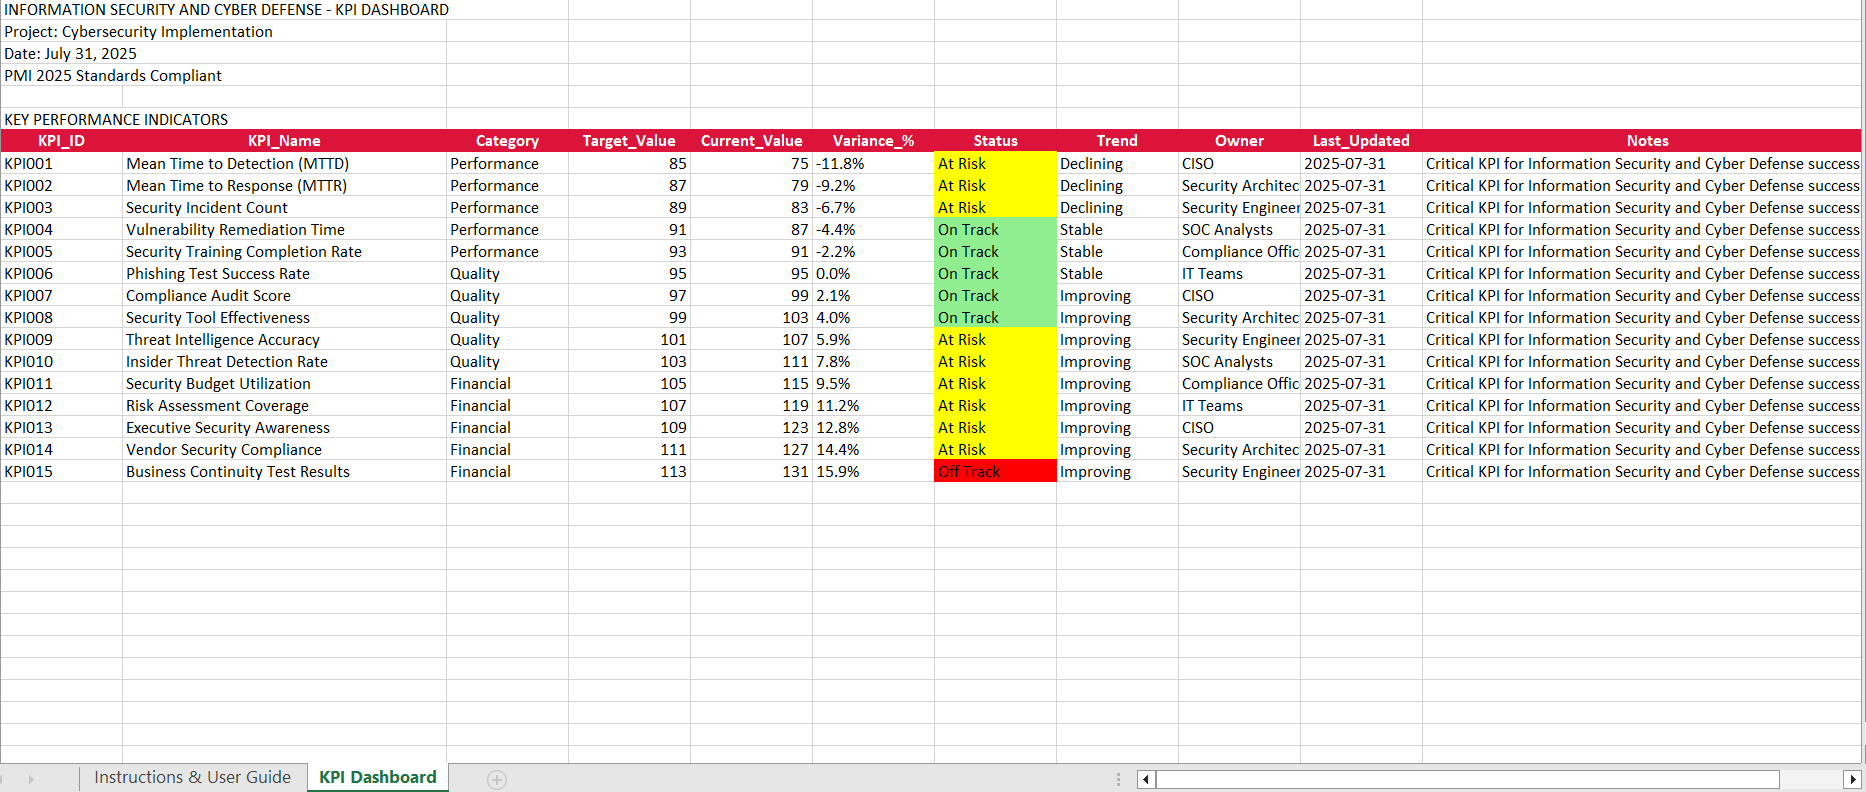 INFORMATION SECURITY AND CYBER DEFENSE - KPI DASHBOARD
Project: Cybersecurity Implementation
Date: July 31, 2025
PMI 2025 Standards Compliant
KEY PERFORMANCE INDICATORS
KPI_ID KPI_Name Category Target_Value Current_Value Variance_% Status Trend Owner Last_Updated Notes
KPI001 Mean Time to Detection (MTTD) Performance 85 75 -11.8% At Risk Declining CISO 2025-07-31 Critical KPI for Information Security and Cyber Defense success
KPI002 Mean Time to Response (MTTR) Performance 87 79 -9.2% At Risk Declining Security Architec 2025-07-31 Critical KPI for Information Security and Cyber Defense success
KPI003 Security Incident Count Performance 89 83 -6.7% At Risk Declining Security Engineer 2025-07-31 Critical KPI for Information Security and Cyber Defense success
KPI004 Vulnerability Remediation Time Performance 91 87 -4.4% On Track Stable SOC Analysts 2025-07-31 Critical KPI for Information Security and Cyber Defense success
KPI005 Security Training Completion Rate Performance 93 91 -2.2% On Track Stable Compliance Offic 2025-07-31 Critical KPI for Information Security and Cyber Defense success
KPI006 Phishing Test Success Rate Quality 95 95 0.0% On Track Stable IT Teams 2025-07-31 Critical KPI for Information Security and Cyber Defense success
KPI007 Compliance Audit Score Quality 97 99 2.1% On Track Improving CISO 2025-07-31 Critical KPI for Information Security and Cyber Defense success
KPI008 Security Tool Effectiveness Quality 99 103 4.0% On Track Improving Security Architec 2025-07-31 Critical KPI for Information Security and Cyber Defense success
KPI009 Threat Intelligence Accuracy Quality 101 107 5.9% At Risk Improving Security Engineer 2025-07-31 Critical KPI for Information Security and Cyber Defense success
KPI010 Insider Threat Detection Rate Quality 103 111 7.8% At Risk Improving SOC Analysts 2025-07-31 Critical KPI for Information Security and Cyber Defense success
KPI011 Security Budget Utilization Financial 105 115 9.5% At Risk Improving Compliance Offic 2025-07-31 Critical KPI for Information Security and Cyber Defense success
KPI012 Risk Assessment Coverage Financial 107 119 11.2% At Risk Improving IT Teams 2025-07-31 Critical KPI for Information Security and Cyber Defense success
KPI013 Executive Security Awareness Financial 109 123 12.8% At Risk Improving CISO 2025-07-31 Critical KPI for Information Security and Cyber Defense success
KPI014 Vendor Security Compliance Financial 111 127 14.4% At Risk Improving Security Architec 2025-07-31 Critical KPI for Information Security and Cyber Defense success
KPI015 Business Continuity Test Results Financial 113 131 15.9% Off Track Improving Security Engineer 2025-07-31 Critical KPI for Information Security and Cyber Defense success
Instructions & User Guide KPI Dashboard